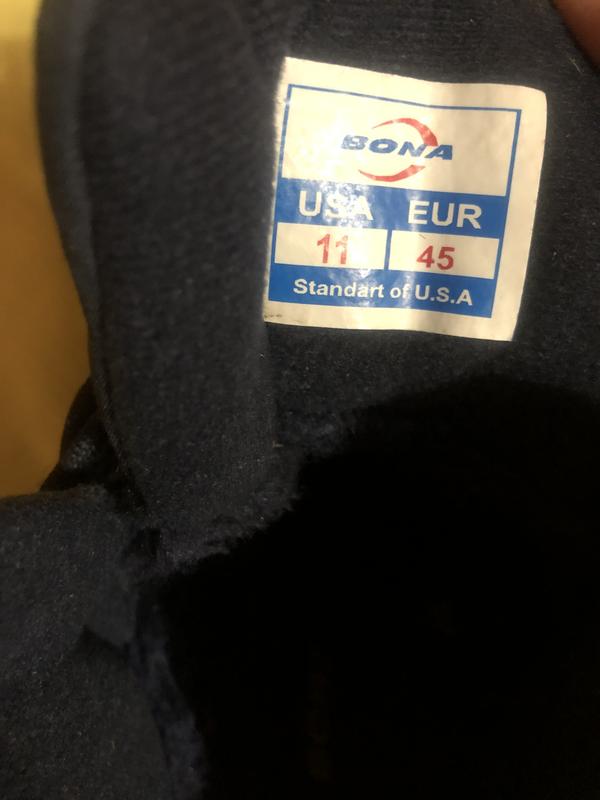 BONA
USA EUR
11 45
Standart of U.S.A